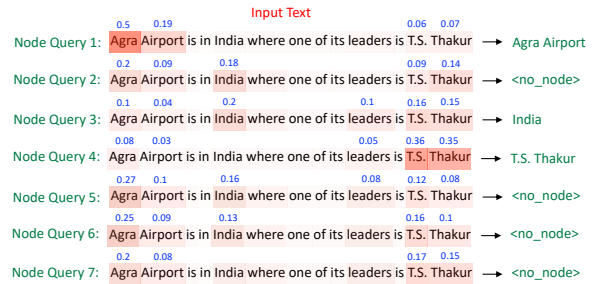 Input Text
0.5 0.19 0.06 0.07
Node Query 1: Agra Airport is in India where one of its leaders is T.S. Thakur → Agra Airport
0.2 0.09 0.18 0.09 0.14
Node Query 2: Agra Airport is in India where one of its leaders is T.S. Thakur → <no_node>
0.1 0.04 0.2 0.1 0.16 0.15
Node Query 3: Agra Airport is in India where one of its leaders is T.S. Thakur → India
0.08 0.03 0.05 0.36 0.35
Node Query 4: Agra Airport is in India where one of its leaders is T.S. Thakur → T.S. Thakur
0.27 0.1 0.16 0.08 0.12 0.08
Node Query 5: Agra Airport is in India where one of its leaders is T.S. Thakur → <no_node>
0.25 0.09 0.13 0.16 0.1
Node Query 6: Agra Airport is in India where one of its leaders is T.S. Thakur → <no_node>
0.2 0.08 0.17 0.15
Node Query 7: Agra Airport is in India where one of its leaders is T.S. Thakur → <no_node>